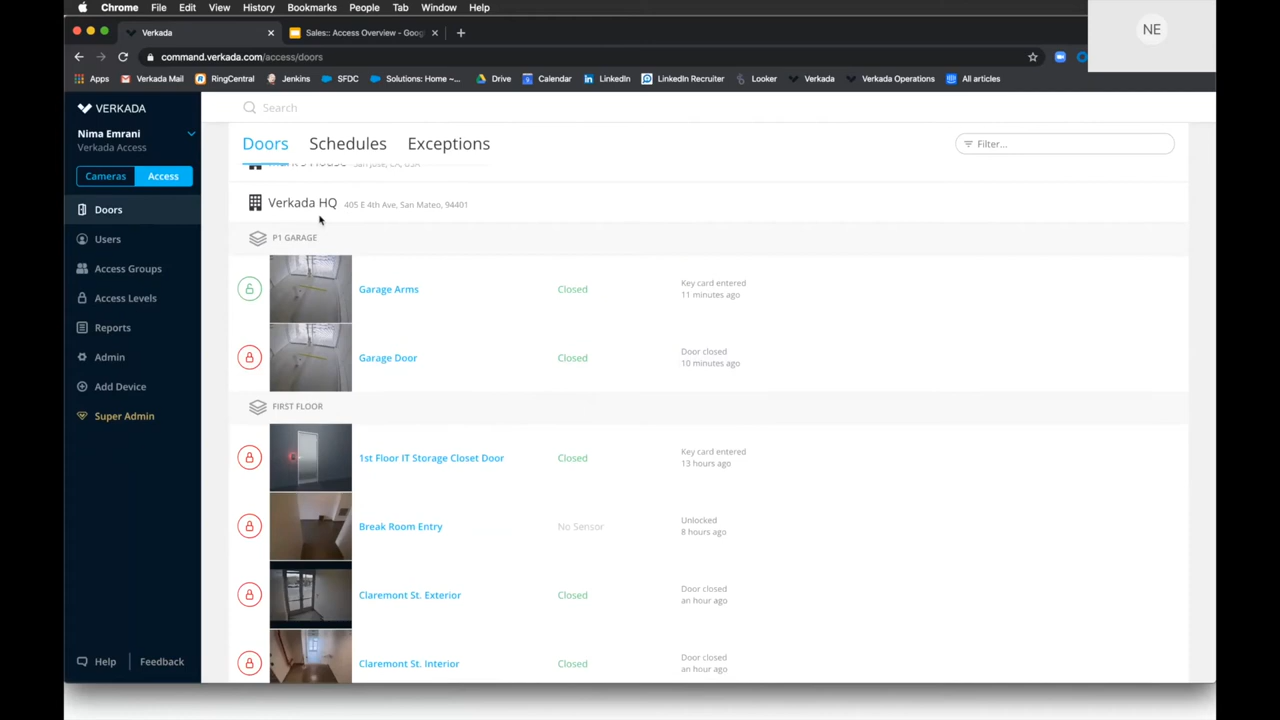 Chrome File Edit View History Bookmarks People Tab Window Help
NE
Verkada
Sales:: Access Overview - Goog
command.verkada.com/access/doors
Apps Verkada Mail RingCentral Jenkins SFDC Solutions: Home –... Drive Calendar LinkedIn LinkedIn Recruiter Looker Verkada Verkada Operations All articles
VERKADA
Search
Nima Emrani
Verkada Access
Doors Schedules Exceptions
Filter...
San Jose, CA, USA
Cameras Access
Verkada HQ 405 E 4th Ave, San Mateo, 94401
Doors
Users
Access Groups
Access Levels
Reports
Admin
Add Device
Super Admin
P1 GARAGE
Garage Arms Closed Key card entered
11 minutes ago
Garage Door Closed Door closed
10 minutes ago
FIRST FLOOR
1st Floor IT Storage Closet Door Closed Key card entered
13 hours ago
Break Room Entry No Sensor Unlocked
8 hours ago
Claremont St. Exterior Closed Door closed
an hour ago
Claremont St. Interior Closed Door closed
an hour ago
Help Feedback